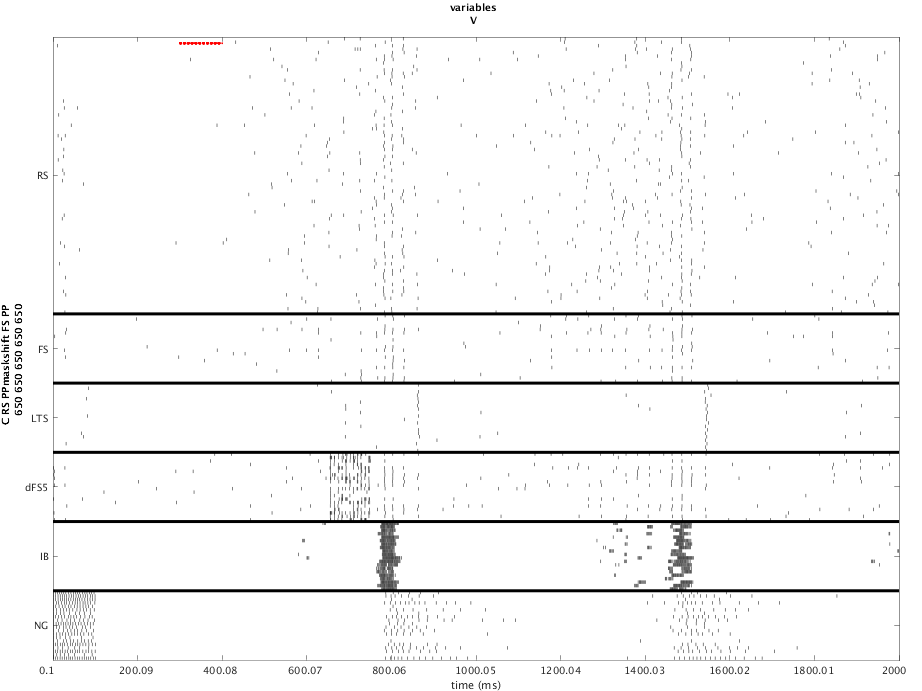 variables
V
C RS PPmaskshift FS PP
650 650 650 650 650
RS
FS
LTS
dFS5
IB
NG
0.1 200.09 400.08 600.07 800.06 1000.05 1200.04 1400.03 1600.02 1800.01 2000
time (ms)